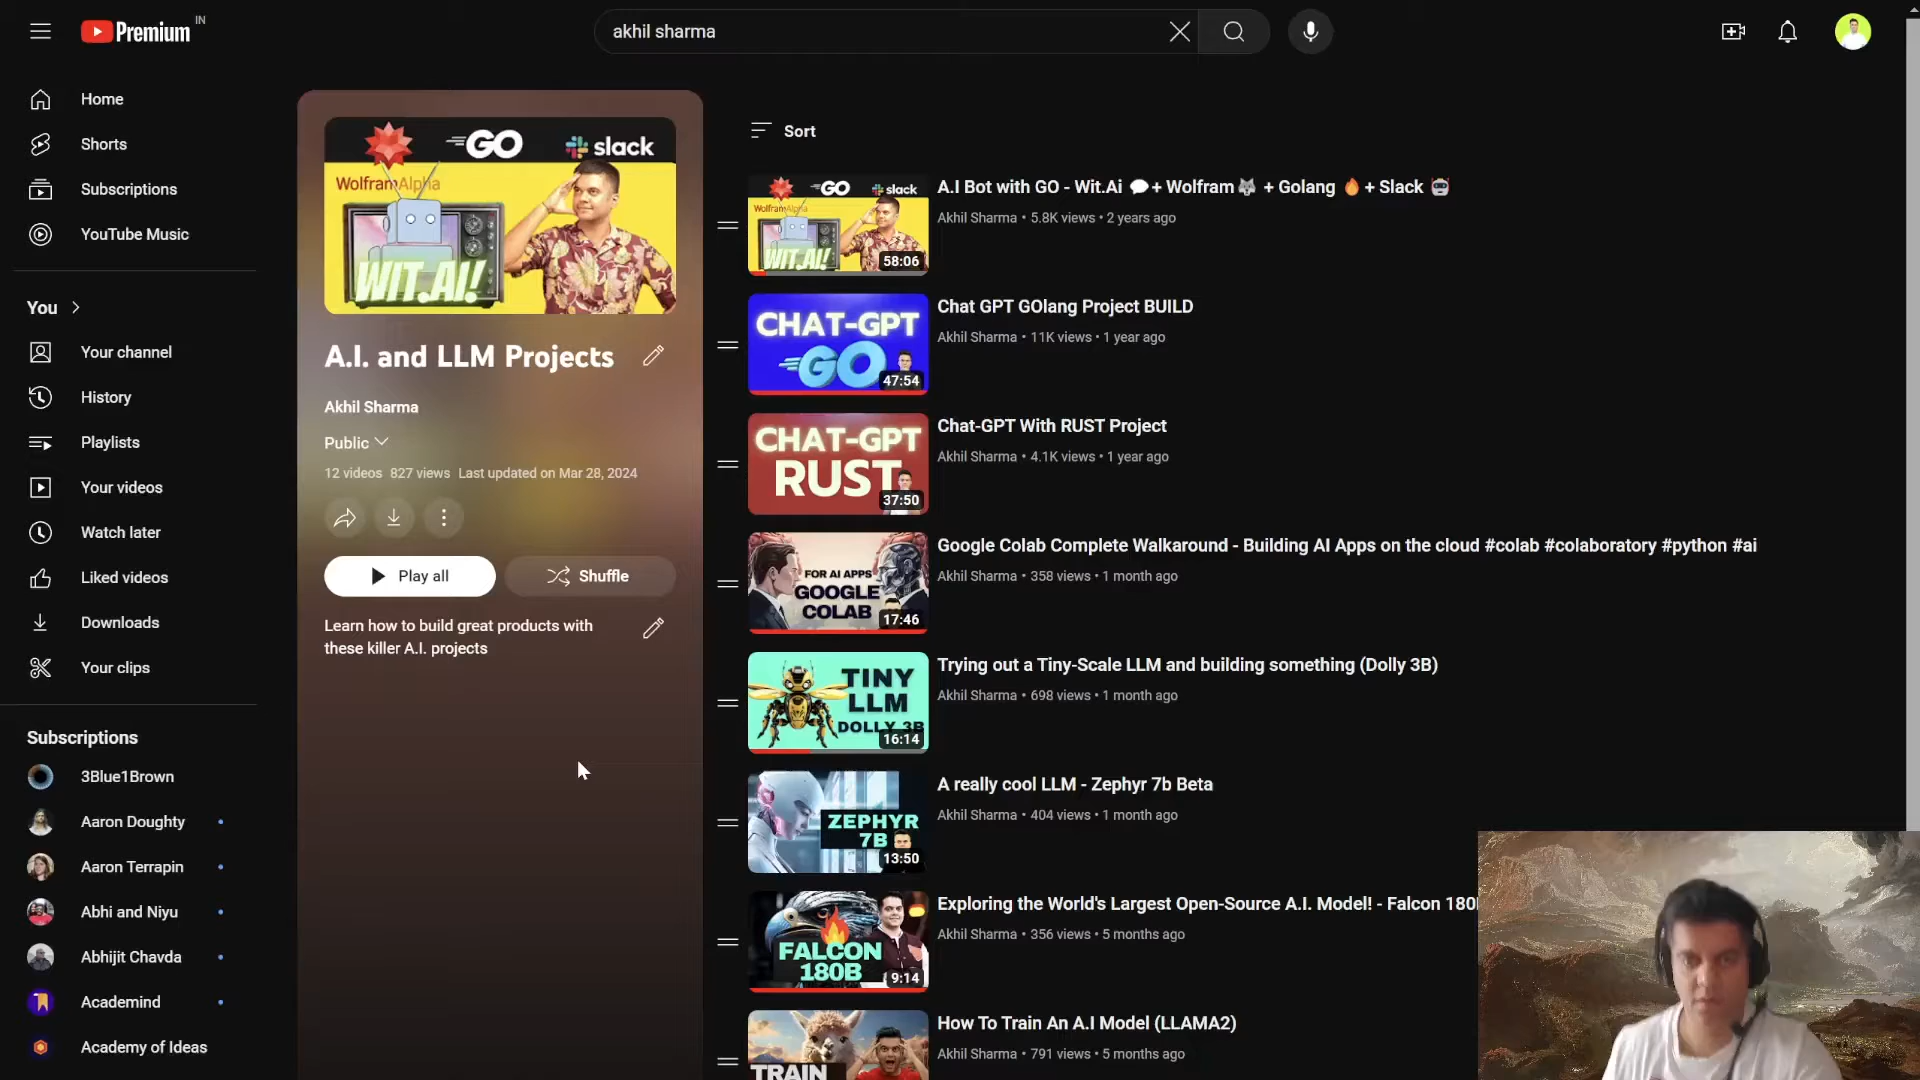 Premium
IN
akhil sharma
Home
Shorts
Subscriptions
YouTube Music
You
Your channel
History
Playlists
Your videos
Watch later
Liked videos
Downloads
Your clips
Subscriptions
3Blue1Brown
Aaron Doughty
Aaron Terrapin
Abhi and Niyu
Abhijit Chavda
Academind
Academy of Ideas
GO
slack
WolframAlpha
WIT.AI!
A.I. and LLM Projects
Akhil Sharma
Public
12 videos 827 views Last updated on Mar 28, 2024
Play all
Shuffle
Learn how to build great products with
these killer A.I. projects
Sort
GO
slack
WolframAlpha
WIT.AI!
58:06
A.I Bot with GO - Wit.Ai 💬+ Wolfram🐺 + Golang 🔥+ Slack 🤖
Akhil Sharma • 5.8K views • 2 years ago
CHAT-GPT
GO
47:54
Chat GPT GOlang Project BUILD
Akhil Sharma • 11K views • 1 year ago
CHAT-GPT
RUST
37:50
Chat-GPT With RUST Project
Akhil Sharma • 4.1K views • 1 year ago
FOR AI APPS
GOOGLE
COLAB
17:46
Google Colab Complete Walkaround - Building AI Apps on the cloud #colab #colaboratory #python #ai
Akhil Sharma • 358 views • 1 month ago
TINY
LLM
DOLLY 3B
16:14
Trying out a Tiny-Scale LLM and building something (Dolly 3B)
Akhil Sharma • 698 views • 1 month ago
ZEPHYR
7B
13:50
A really cool LLM - Zephyr 7b Beta
Akhil Sharma • 404 views • 1 month ago
FALCON
180B
9:14
Exploring the World's Largest Open-Source A.I. Model! - Falcon 180
Akhil Sharma • 356 views • 5 months ago
TRAIN
How To Train An A.I Model (LLAMA2)
Akhil Sharma • 791 views • 5 months ago